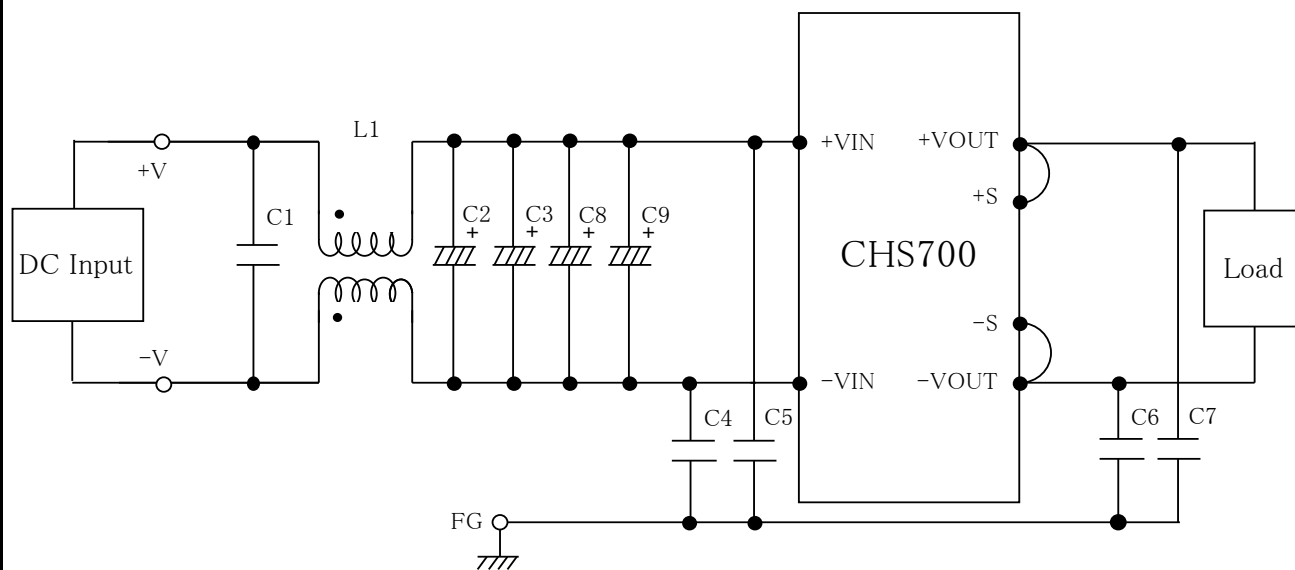 L1
+VIN
+VOUT
+V
+S
C1
C2
C3
C8
C9
+
+
+
+
DC Input
CHS700
Load
-S
-V
-VIN
-VOUT
C4
C5
C6
C7
FG